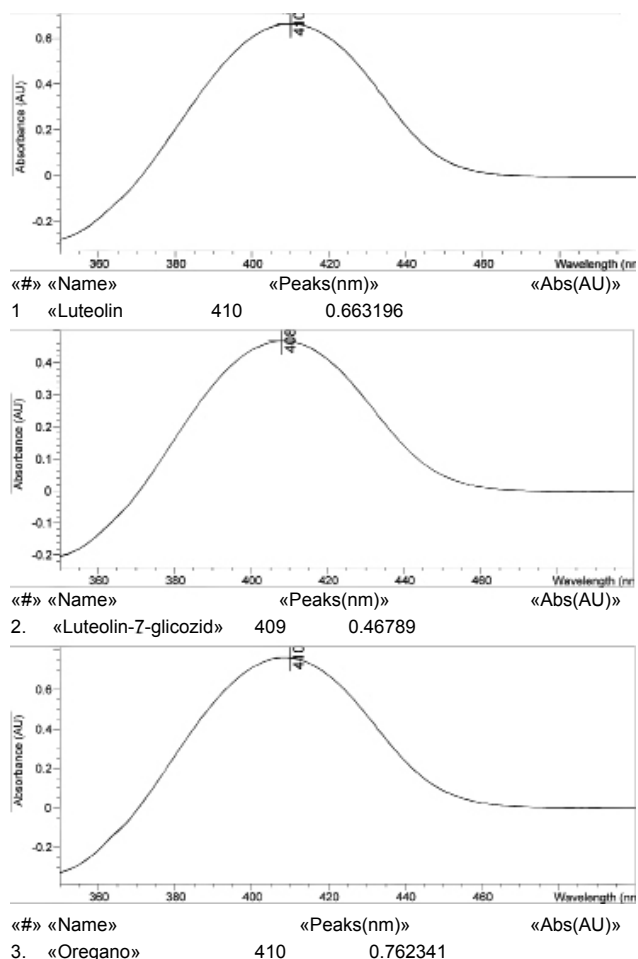 410
0.6
0.4
0.2
0
-0.2
Absorbance (AU)
360 380 400 420 440 460 Wavelength (nm
«#» «Name» «Peaks(nm)» «Abs(AU)»
1 «Luteolin 410 0.663196
408
0.4
0.3
0.2
0.1
0
-0.1
-0.2
Absorbance (AU)
360 380 400 420 440 460 Wavelength (nm
«#» «Name» «Peaks(nm)» «Abs(AU)»
2. «Luteolin-7-glicozid» 409 0.46789
410
0.6
0.4
0.2
0
-0.2
Absorbance (AU)
360 380 400 420 440 460 Wavelength (nm
«#» «Name» «Peaks(nm)» «Abs(AU)»
3. «Oregano» 410 0.762341